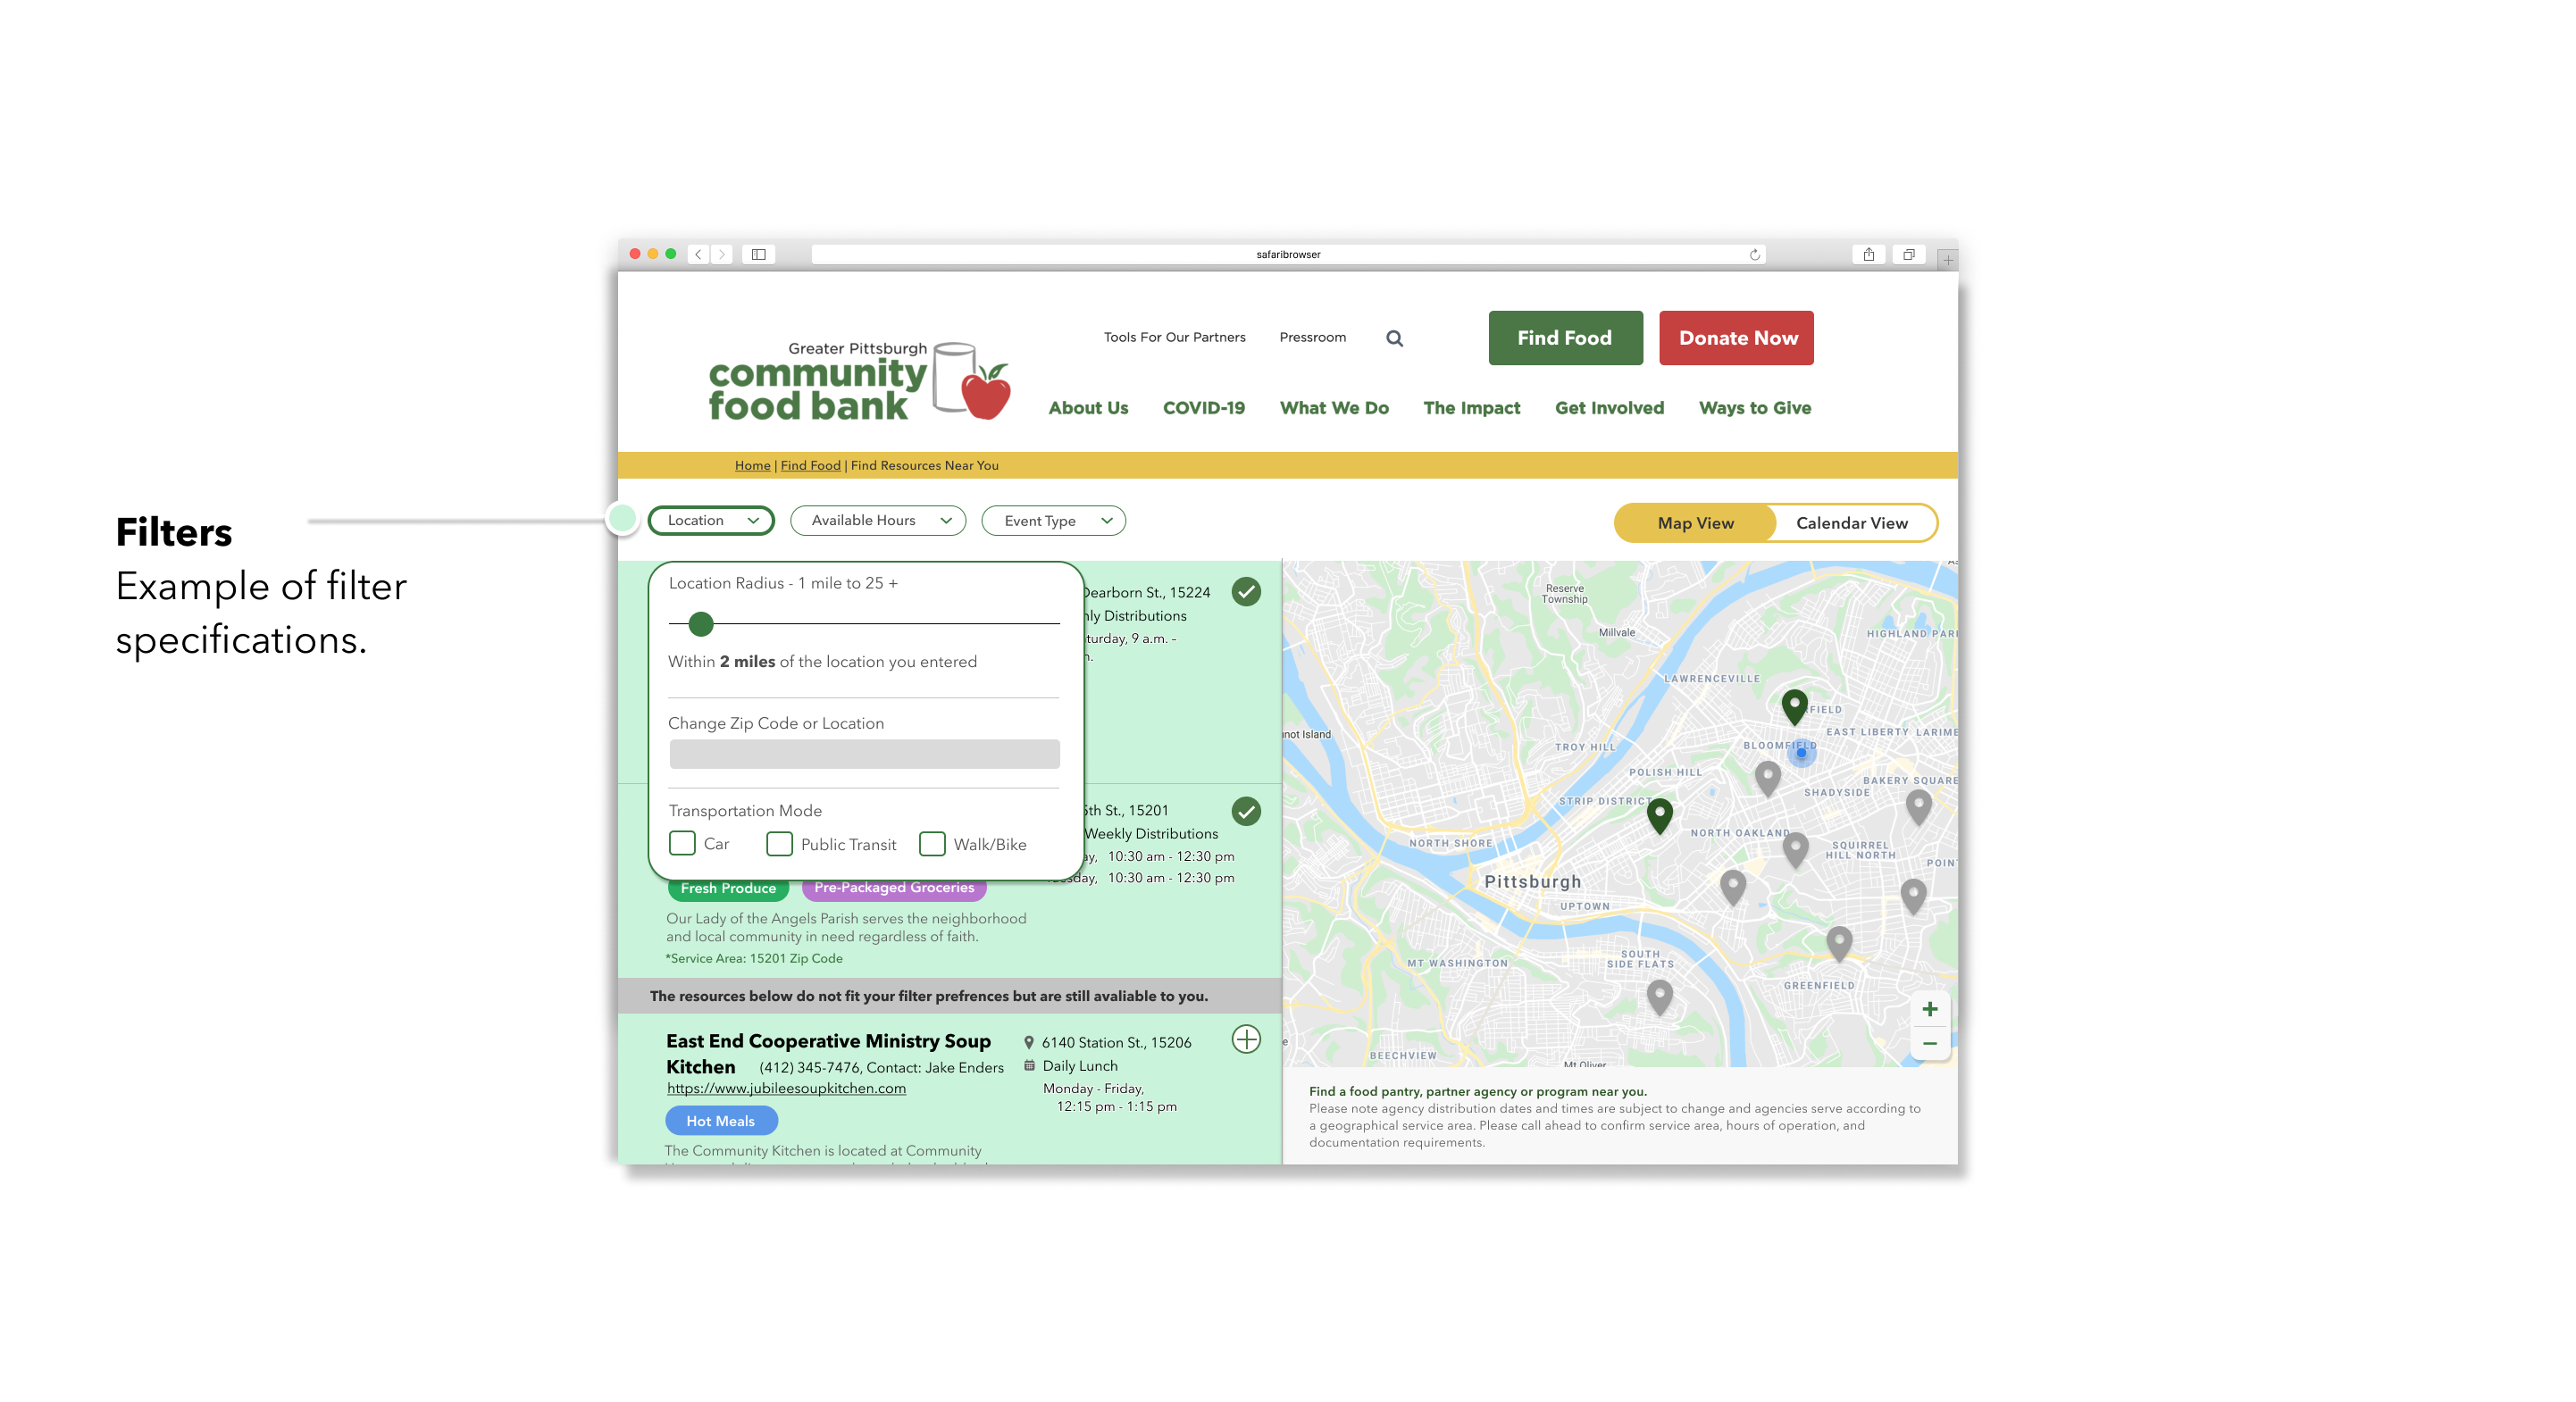 Filters
Example of filter
specifications.
safaribrowser
Greater Pittsburgh
community
food bank
Tools For Our Partners
Pressroom
Find Food
Donate Now
About Us
COVID-19
What We Do
The Impact
Get Involved
Ways to Give
Home | Find Food | Find Resources Near You
Location
Available Hours
Event Type
Map View
Calendar View
Location Radius - 1 mile to 25 +
Within 2 miles of the location you entered
Change Zip Code or Location
Transportation Mode
Car
Public Transit
Walk/Bike
Dearborn St., 15224
Distributions
9 a.m. –
5th St., 15201
Weekly Distributions
10:30 am - 12:30 pm
10:30 am - 12:30 pm
Fresh Produce
Pre-Packaged Groceries
Our Lady of the Angels Parish serves the neighborhood
and local community in need regardless of faith.
*Service Area: 15201 Zip Code
The resources below do not fit your filter prefrences but are still avaliable to you.
East End Cooperative Ministry Soup
Kitchen (412) 345-7476, Contact: Jake Enders
https://www.jubileesoupkitchen.com
Hot Meals
The Community Kitchen is located at Community
6140 Station St., 15206
Daily Lunch
Monday - Friday,
12:15 pm - 1:15 pm
Reserve
Township
Millvale
HIGHLAND PAR
LAWRENCEVILLE
FIELD
EAST LIBERTY
LARIME
not Island
TROY HILL
BLOOMFIELD
POLISH HILL
BAKERY SQUARE
SHADYSIDE
STRIP DISTRICT
NORTH OAKLAND
NORTH SHORE
SQUIRREL
HILL NORTH
POINT
Pittsburgh
UPTOWN
SOUTH
SIDE FLATS
MT WASHINGTON
GREENFIELD
BEECHVIEW
Mt Oliver
+
−
Find a food pantry, partner agency or program near you.
Please note agency distribution dates and times are subject to change and agencies serve according to
a geographical service area. Please call ahead to confirm service area, hours of operation, and
documentation requirements.